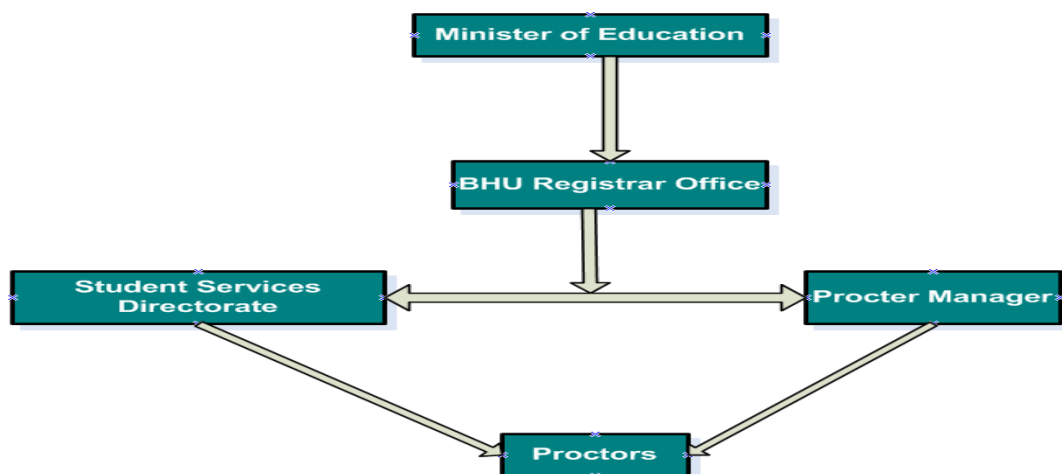 Minister of Education
BHU Registrar Office
Student Services
Directorate
Procter Manager
Proctors